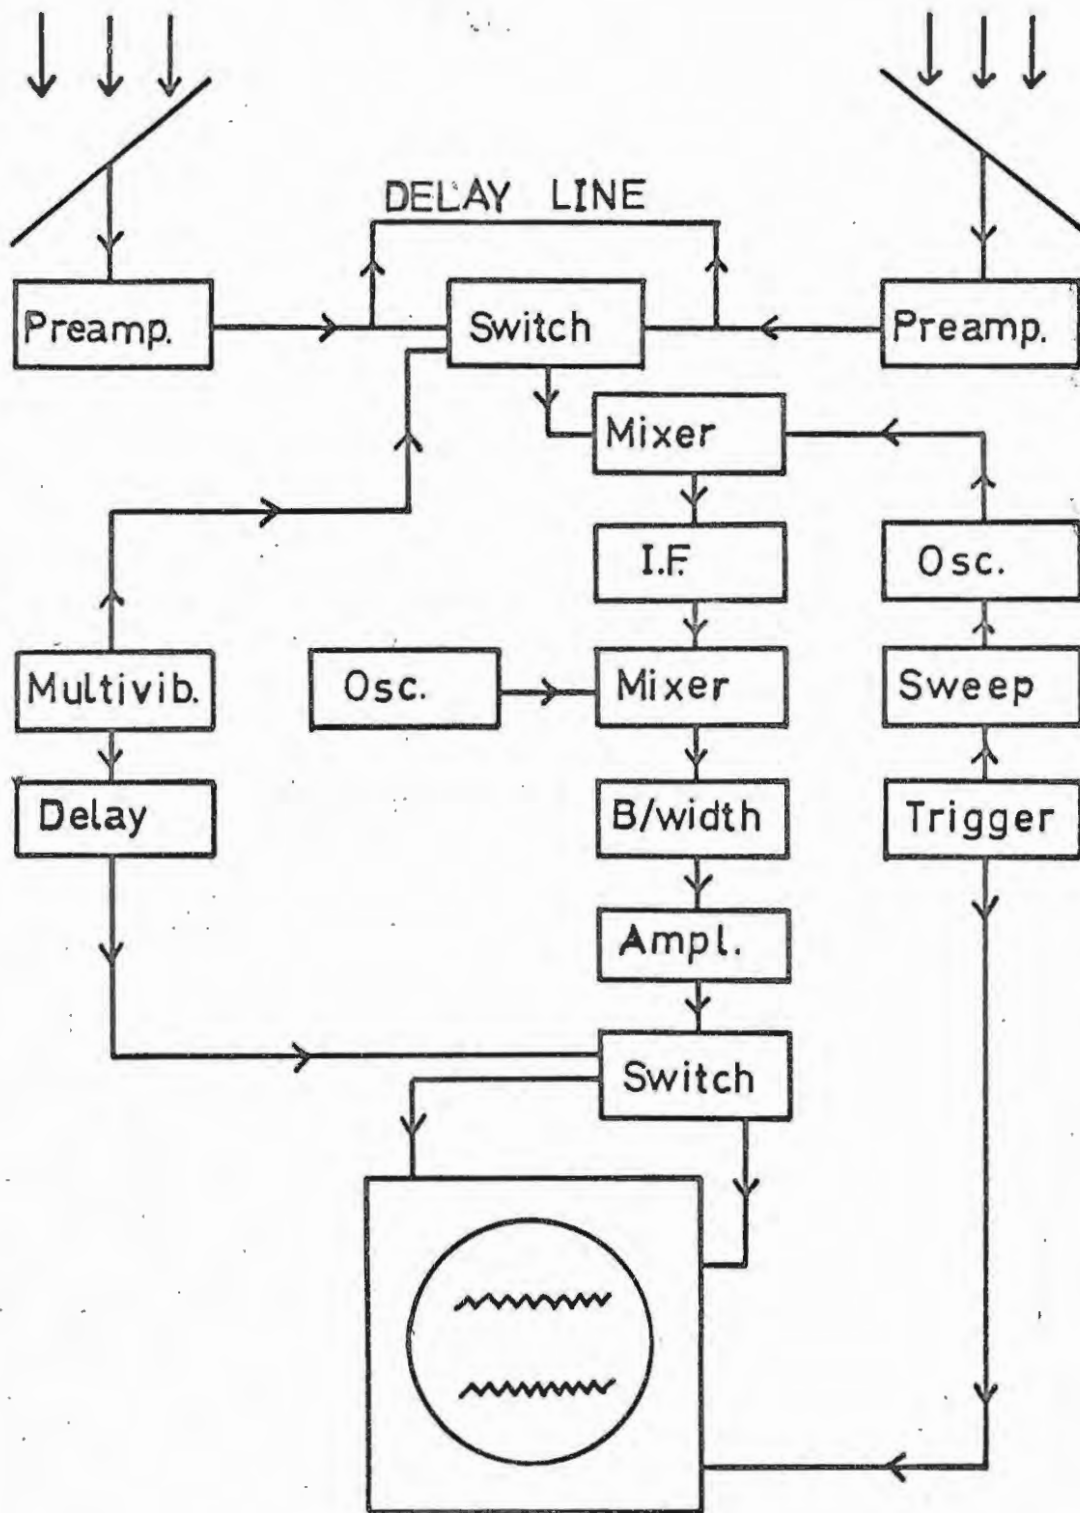 DELAY LINE
Preamp.
Switch
Preamp.
Mixer
I.F.
Osc.
Multivib.
Osc.
Mixer
Sweep
Delay
B/width
Trigger
Ampl.
Switch